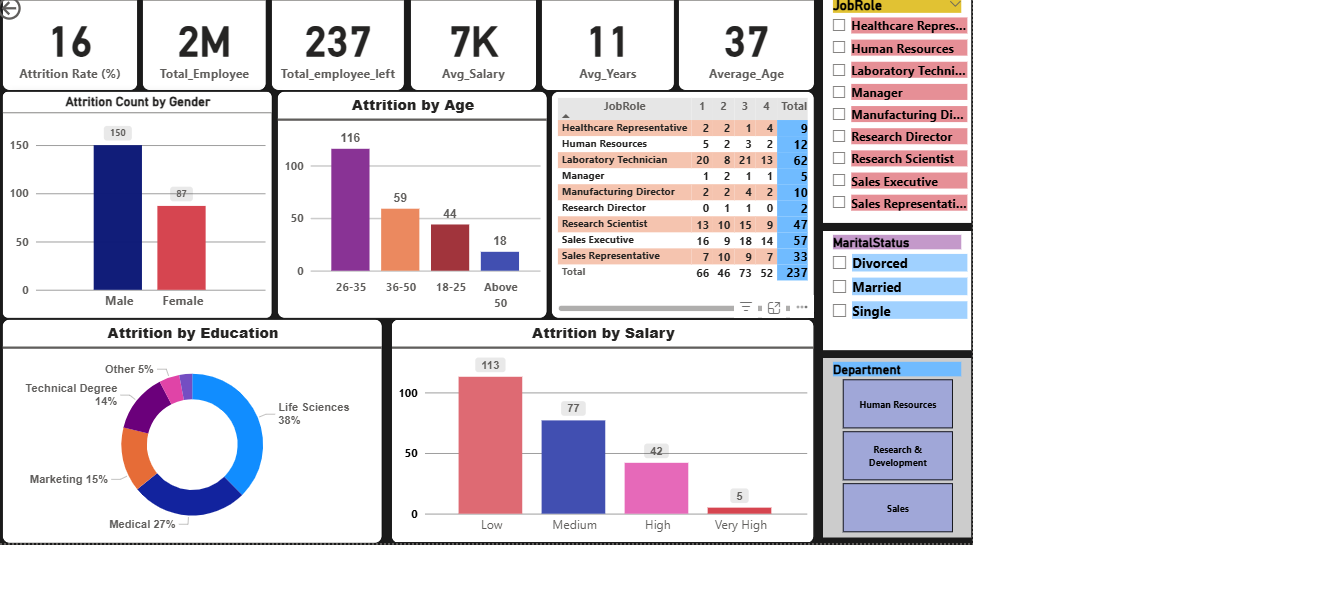 16
Attrition Rate (%)
2M
Total_Employee
237
Total_employee_left
7K
Avg_Salary
11
Avg_Years
37
Average_Age
Attrition Count by Gender
150
150
87
100
50
0
Male Female
Attrition by Age
116
100
59
44
50
18
0
26-35 36-50 18-25 Above
50
JobRole 1 2 3 4 Total
Healthcare Representative 2 2 1 4 9
Human Resources 5 2 3 2 12
Laboratory Technician 20 8 21 13 62
Manager 1 2 1 1 5
Manufacturing Director 2 2 4 2 10
Research Director 0 1 1 0 2
Research Scientist 13 10 15 9 47
Sales Executive 16 9 18 14 57
Sales Representative 7 10 9 7 33
Total 66 46 73 52 237
Attrition by Education
Other 5%
Technical Degree
14%
Life Sciences
38%
Marketing 15%
Medical 27%
Attrition by Salary
113
100
77
50
42
5
0
Low Medium High Very High
JobRole
Healthcare Repres...
Human Resources
Laboratory Techni...
Manager
Manufacturing Di...
Research Director
Research Scientist
Sales Executive
Sales Representati...
MaritalStatus
Divorced
Married
Single
Department
Human Resources
Research &
Development
Sales